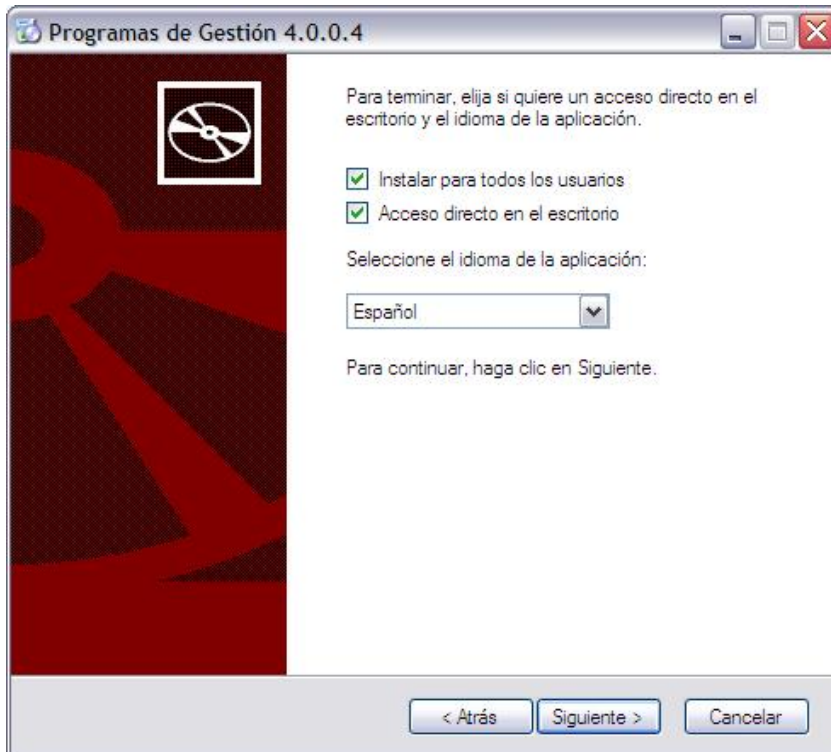 Programas de Gestión 4.0.0.4
Para terminar, elija si quiere un acceso directo en el
escritorio y el idioma de la aplicación.
Instalar para todos los usuarios
Acceso directo en el escritorio
Seleccione el idioma de la aplicación:
Español
Para continuar, haga clic en Siguiente.
< Atrás
Siguiente >
Cancelar